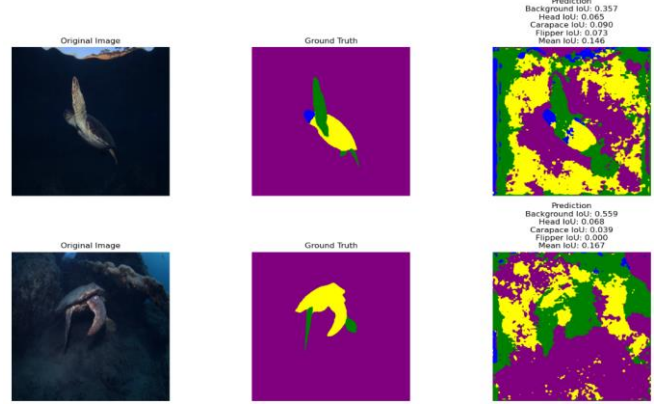 Original Image
Ground Truth
Prediction
Background IoU: 0.357
Head IoU: 0.065
Carapace IoU: 0.090
Flipper IoU: 0.073
Mean IoU: 0.146
Original Image
Ground Truth
Prediction
Background IoU: 0.559
Head IoU: 0.068
Carapace IoU: 0.039
Flipper IoU: 0.000
Mean IoU: 0.167